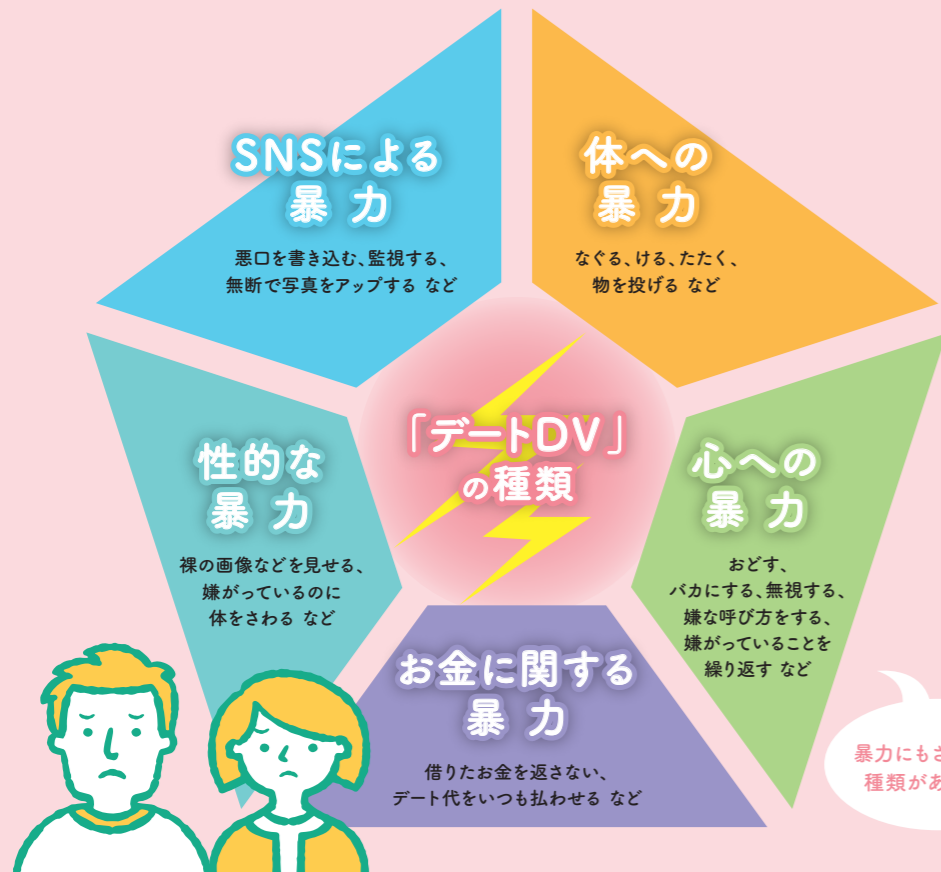 SNSによる
暴 力
悪口を書き込む、監視する、
無断で写真をアップする など
体への
暴 力
なぐる、ける、たたく、
物を投げる など
「デートDV」
の種類
性的な
暴 力
裸の画像などを見せる、
嫌がっているのに
体をさわる など
心への
暴 力
おどす、
バカにする、無視する、
嫌な呼び方をする、
嫌がっていることを
繰り返す など
お金に関する
暴 力
借りたお金を返さない、
デート代をいつも払わせる など
暴力にもさ
種類があ